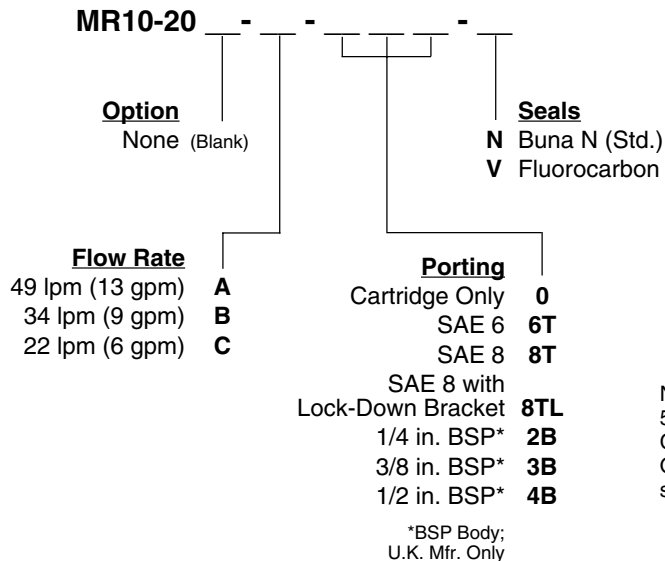 MR10-20 __-__-__ __ __-__
Option
None (Blank)
Seals
N Buna N (Std.)
V Fluorocarbon
Flow Rate
49 lpm (13 gpm) A
34 lpm (9 gpm) B
22 lpm (6 gpm) C
Porting
Cartridge Only 0
SAE 6 6T
SAE 8 8T
SAE 8 with
Lock-Down Bracket 8TL
1/4 in. BSP* 2B
3/8 in. BSP* 3B
1/2 in. BSP* 4B
*BSP Body;
U.K. Mfr. Only